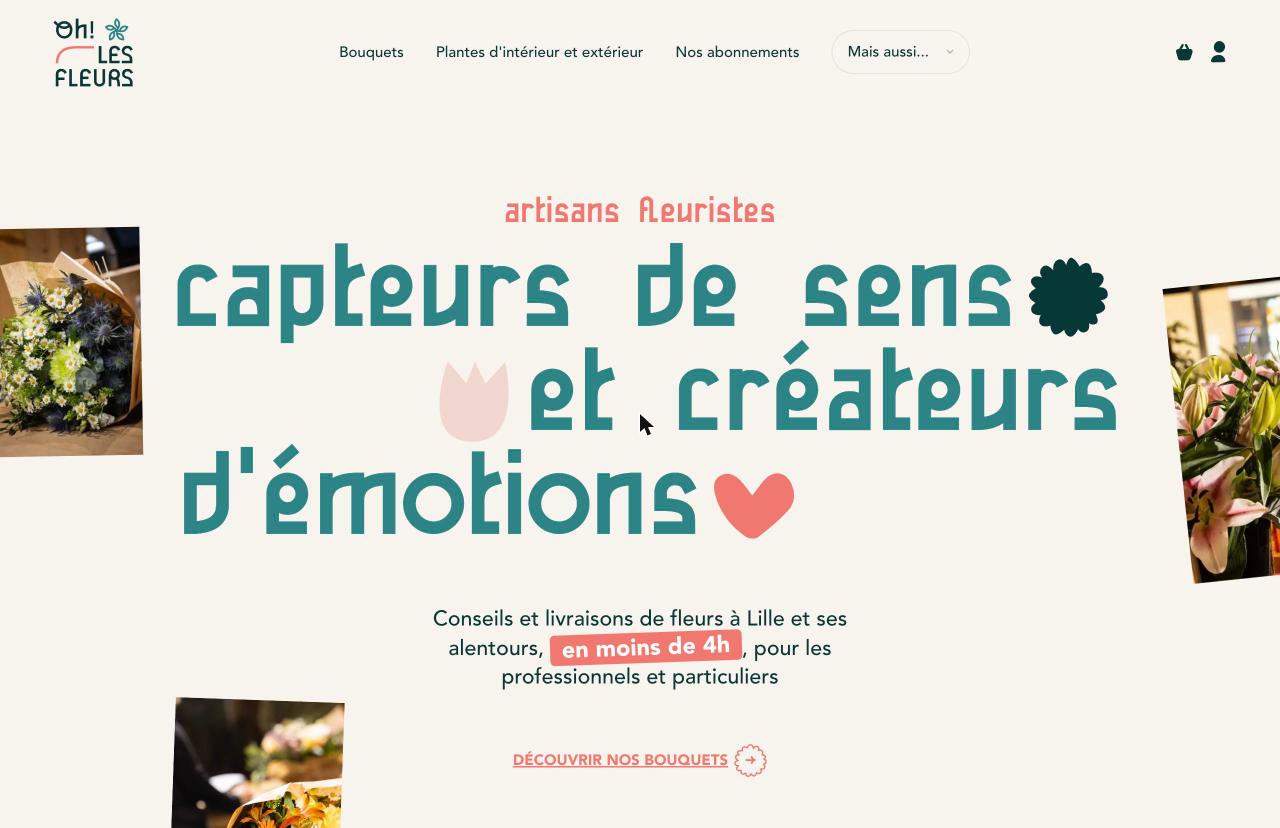 Oh!
LES
FLEURS
Bouquets
Plantes d'intérieur et extérieur
Nos abonnements
Mais aussi...
artisans fleuristes
capteurs de sens
et créateurs
d'émotions
Conseils et livraisons de fleurs à Lille et ses
alentours, en moins de 4h, pour les
professionnels et particuliers
DÉCOUVRIR NOS BOUQUETS